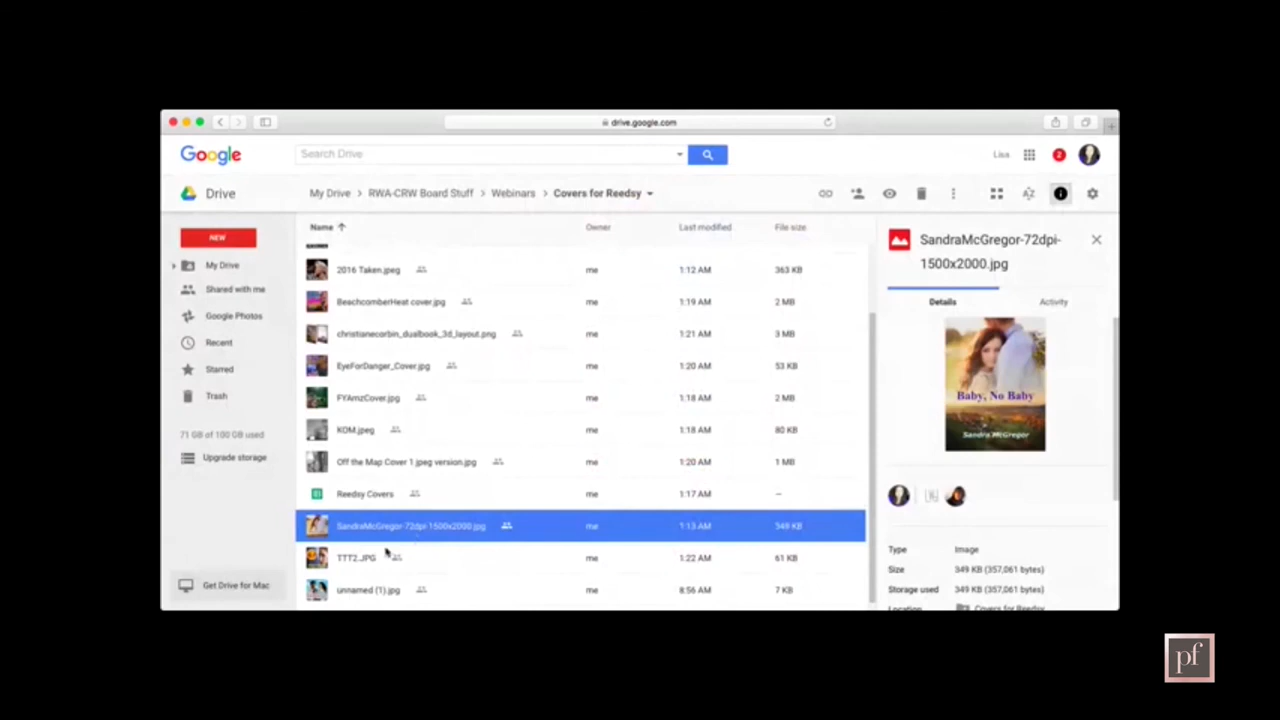 drive.google.com
Google
Search Drive
Lisa
2
Drive
My Drive > RWA-CRW Board Stuff > Webinars > Covers for Reedsy
NEW
My Drive
Shared with me
Google Photos
Recent
Starred
Trash
71 GB of 100 GB used
Upgrade storage
Get Drive for Mac
Name Owner Last modified File size
2016 Taken.jpeg me 1:12 AM 363 KB
BeachcomberHeat cover.jpg me 1:19 AM 2 MB
christianecorbin_dualbook_3d_layout.png me 1:21 AM 3 MB
EyeForDanger_Cover.jpg me 1:20 AM 53 KB
FYAmzCover.jpg me 1:18 AM 2 MB
KOM.jpeg me 1:18 AM 80 KB
Off the Map Cover 1 jpeg version.jpg me 1:20 AM 1 MB
Reedsy Covers me 1:17 AM --
SandraMcGregor-72dpi-1500x2000.jpg me 1:13 AM 349 KB
TTT2.JPG me 1:22 AM 61 KB
unnamed (1).jpg me 8:56 AM 7 KB
SandraMcGregor-72dpi-
1500x2000.jpg
Details Activity
Baby, No Baby
Sandra McGregor
Type Image
Size 349 KB (357,061 bytes)
Storage used 349 KB (357,061 bytes)
Location Covers for Reedsy
pf